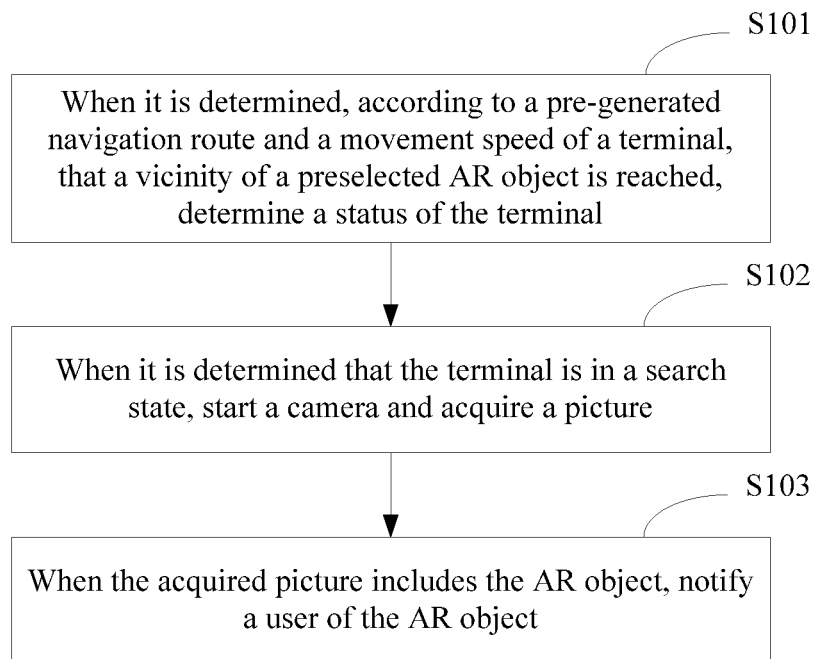 S101
When it is determined, according to a pre-generated
navigation route and a movement speed of a terminal,
that a vicinity of a preselected AR object is reached,
determine a status of the terminal
S102
When it is determined that the terminal is in a search
state, start a camera and acquire a picture
S103
When the acquired picture includes the AR object, notify
a user of the AR object